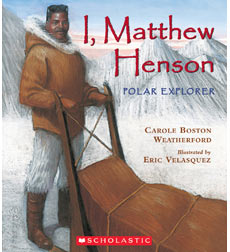 I, Matthew
Henson
POLAR EXPLORER
CAROLE BOSTON
WEATHERFORD
Illustrated by
ERIC VELASQUEZ
SCHOLASTIC